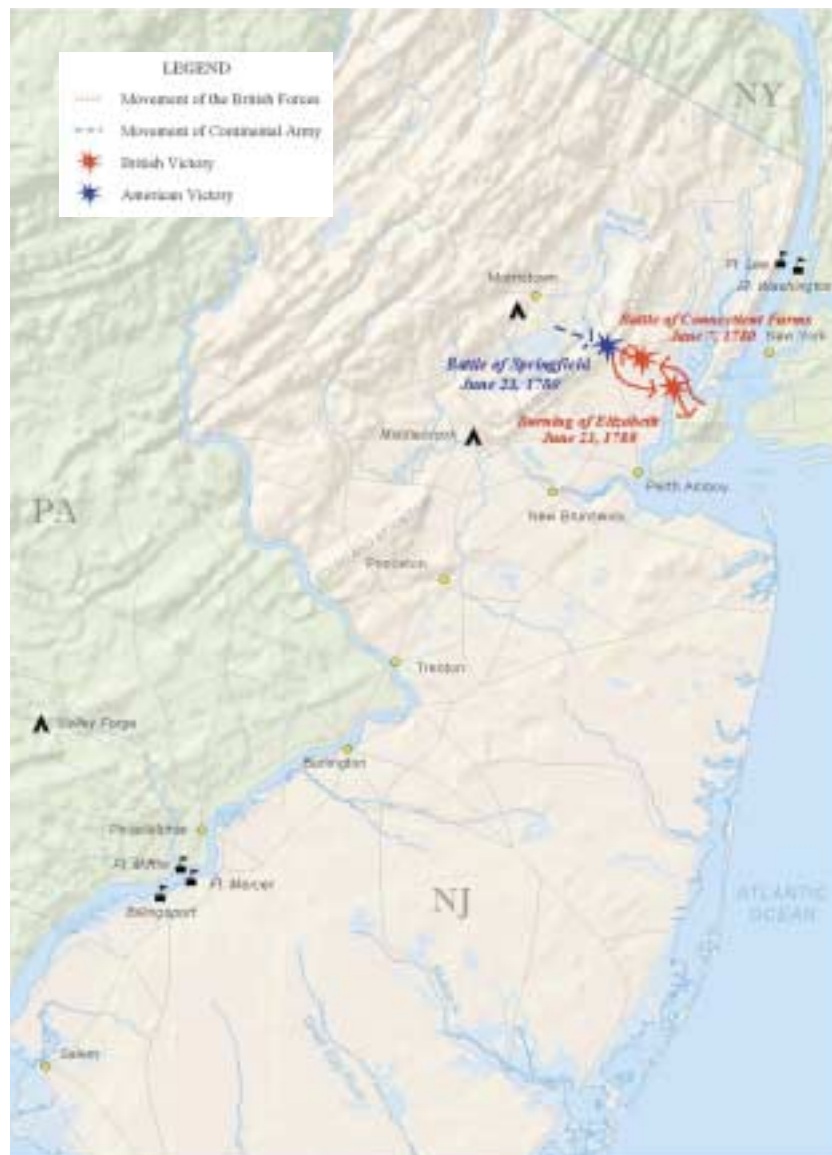 LEGEND
Movement of the British Forces
Movement of Continental Army
British Victory
American Victory
NY
Ft. Lee
Ft. Washington
Morristown
Battle of Connecticut Farms
June 7, 1780
New York
Battle of Springfield,
June 23, 1780
Burning of Elizabeth
June 23, 1780
Middlebrook
Perth Amboy
New Brunswick
PA
Princeton
Trenton
Valley Forge
Burlington
Philadelphia
Ft. Mifflin
Ft. Mercer
Billingsport
NJ
ATLANTIC
OCEAN
Salem